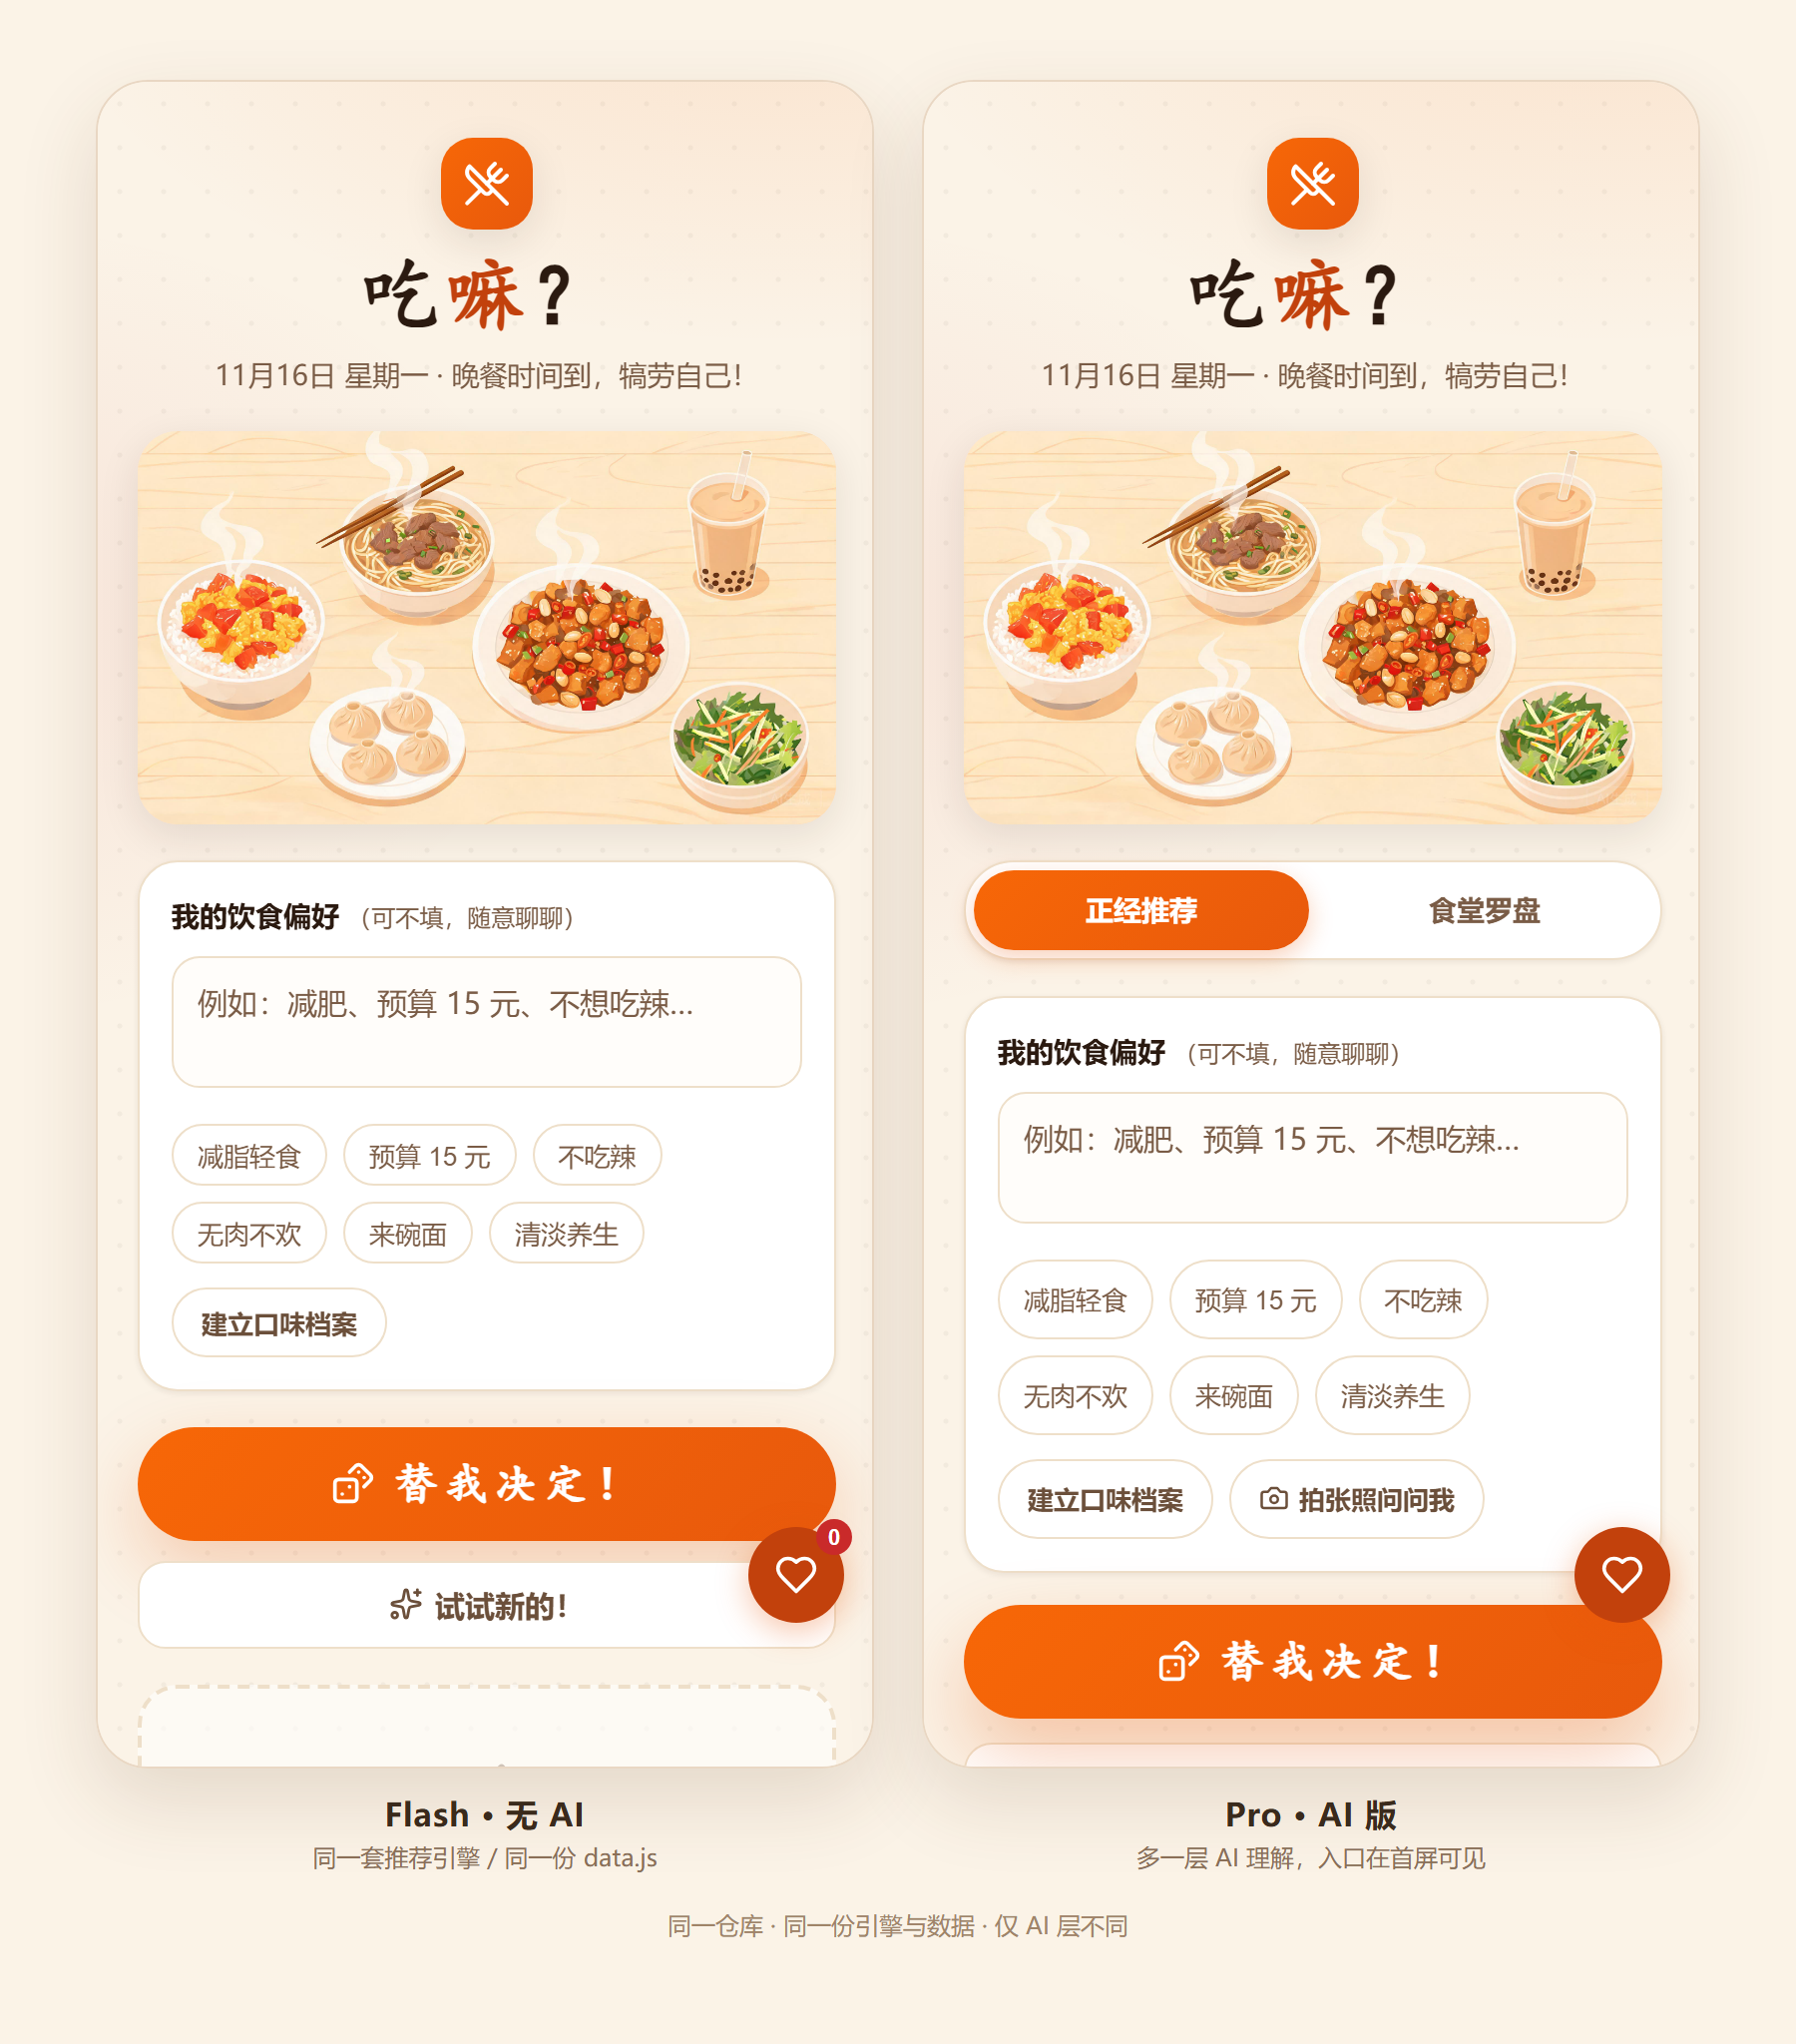 吃嘛?
11月16日 星期一 · 晚餐时间到，犒劳自己！
我的饮食偏好 （可不填，随意聊聊）
例如：减肥、预算 15 元、不想吃辣...
减脂轻食 预算 15 元 不吃辣
无肉不欢 来碗面 清淡养生
建立口味档案
替我决定！
0
试试新的！
Flash • 无 AI
同一套推荐引擎 / 同一份 data.js
吃嘛?
11月16日 星期一 · 晚餐时间到，犒劳自己！
正经推荐 食堂罗盘
我的饮食偏好 （可不填，随意聊聊）
例如：减肥、预算 15 元、不想吃辣...
减脂轻食 预算 15 元 不吃辣
无肉不欢 来碗面 清淡养生
建立口味档案 拍张照问问我
替我决定！
Pro • AI 版
多一层 AI 理解，入口在首屏可见
同一仓库 · 同一份引擎与数据 · 仅 AI 层不同